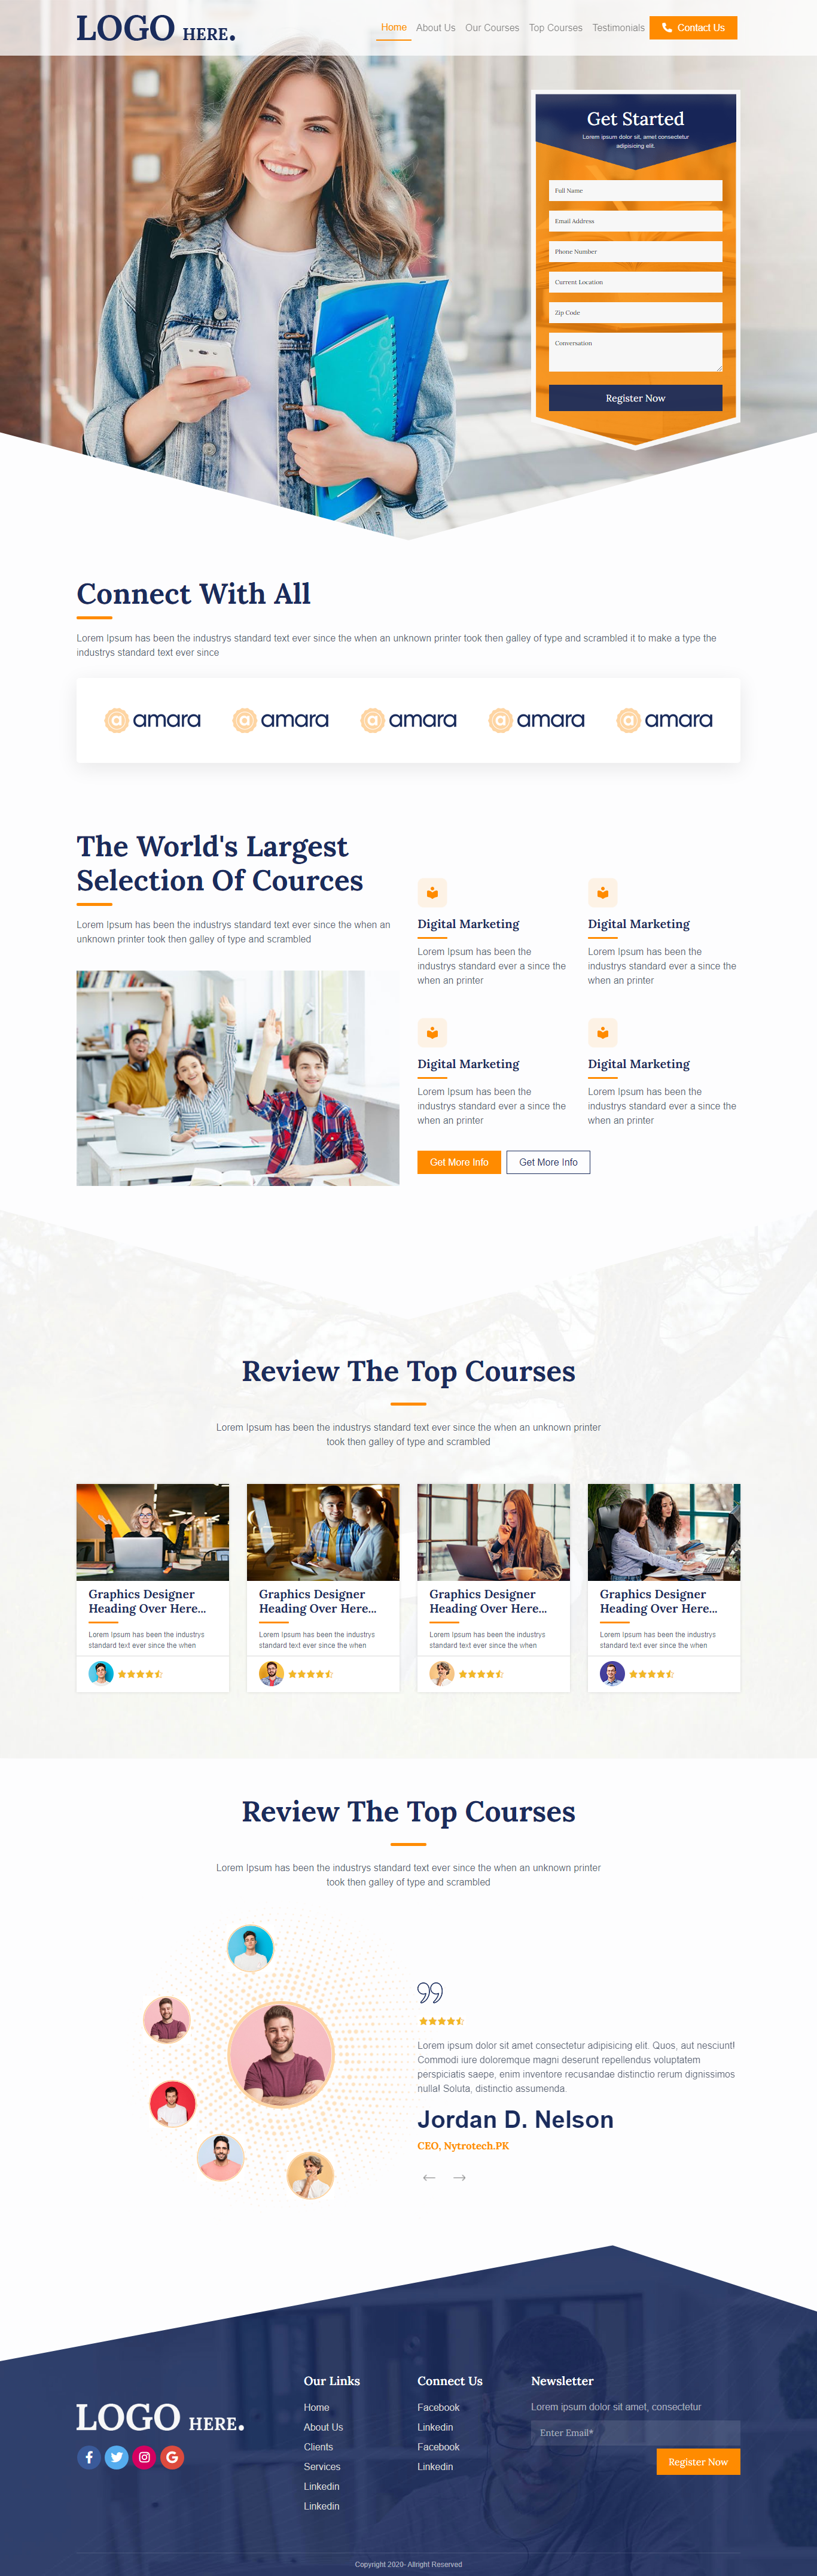 LOGO HERE.
Home
About Us
Our Courses
Top Courses
Testimonials
Contact Us
Get Started
Lorem ipsum dolor sit, amet consectetur
adipisicing elit.
Full Name
Email Address
Phone Number
Current Location
Zip Code
Conversation
Register Now
Connect With All
Lorem Ipsum has been the industrys standard text ever since the when an unknown printer took then galley of type and scrambled it to make a type the
industrys standard text ever since
a amara
a amara
a amara
a amara
a amara
The World's Largest
Selection Of Cources
Lorem Ipsum has been the industrys standard text ever since the when an
unknown printer took then galley of type and scrambled
Digital Marketing
Lorem Ipsum has been the
industrys standard ever a since the
when an printer
Digital Marketing
Lorem Ipsum has been the
industrys standard ever a since the
when an printer
Digital Marketing
Lorem Ipsum has been the
industrys standard ever a since the
when an printer
Digital Marketing
Lorem Ipsum has been the
industrys standard ever a since the
when an printer
Get More Info
Get More Info
Review The Top Courses
Lorem Ipsum has been the industrys standard text ever since the when an unknown printer
took then galley of type and scrambled
Graphics Designer
Heading Over Here...
Lorem Ipsum has been the industrys
standard text ever since the when
Graphics Designer
Heading Over Here...
Lorem Ipsum has been the industrys
standard text ever since the when
Graphics Designer
Heading Over Here...
Lorem Ipsum has been the industrys
standard text ever since the when
Graphics Designer
Heading Over Here...
Lorem Ipsum has been the industrys
standard text ever since the when
Review The Top Courses
Lorem Ipsum has been the industrys standard text ever since the when an unknown printer
took then galley of type and scrambled
Lorem ipsum dolor sit amet consectetur adipisicing elit. Quos, aut nesciunt!
Commodi iure doloremque magni deserunt repellendus voluptatem
perspiciatis saepe, enim inventore recusandae distinctio rerum dignissimos
nulla! Soluta, distinctio assumenda.
Jordan D. Nelson
CEO, Nytrotech.PK
LOGO HERE.
Our Links
Home
About Us
Clients
Services
Linkedin
Linkedin
Connect Us
Facebook
Linkedin
Facebook
Linkedin
Newsletter
Lorem ipsum dolor sit amet, consectetur
Enter Email*
Register Now
Copyright 2020- Allright Reserved